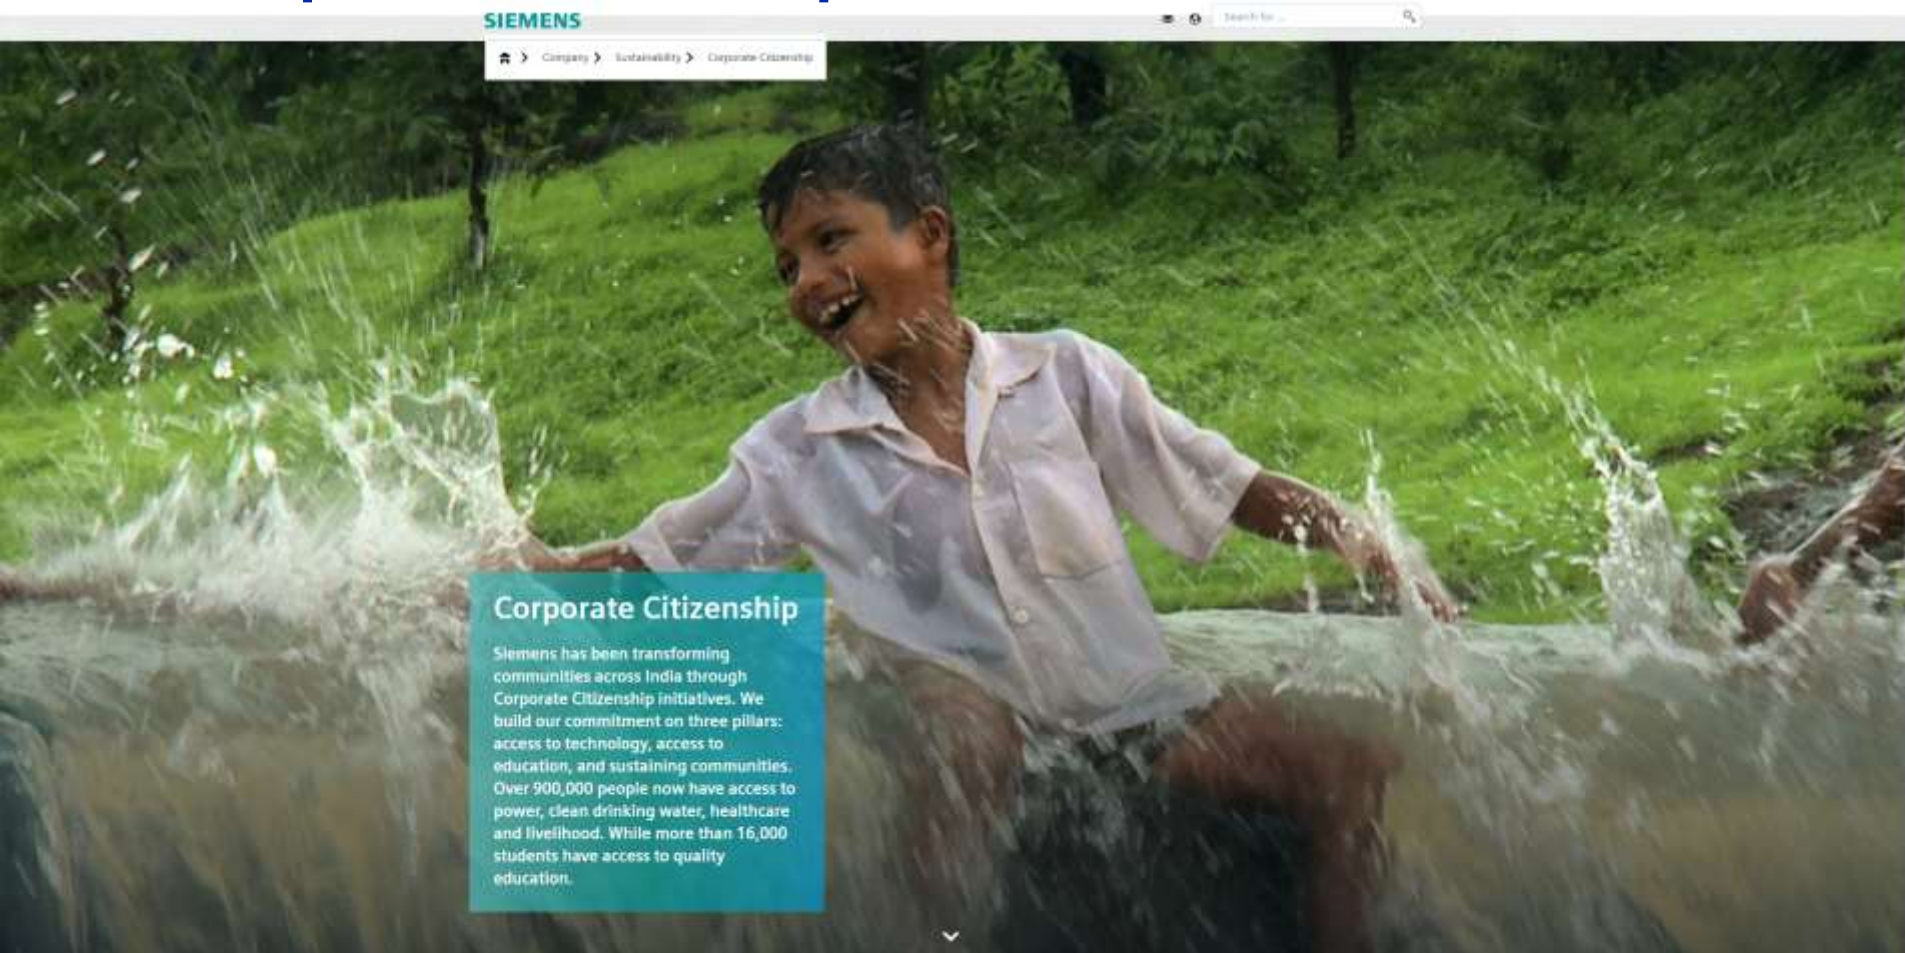 SIEMENS
Search for ...
Company
Sustainability
Corporate Citizenship
Corporate Citizenship
Siemens has been transforming
communities across India through
Corporate Citizenship initiatives. We
build our commitment on three pillars:
access to technology, access to
education, and sustaining communities.
Over 900,000 people now have access to
power, clean drinking water, healthcare
and livelihood. While more than 16,000
students have access to quality
education.